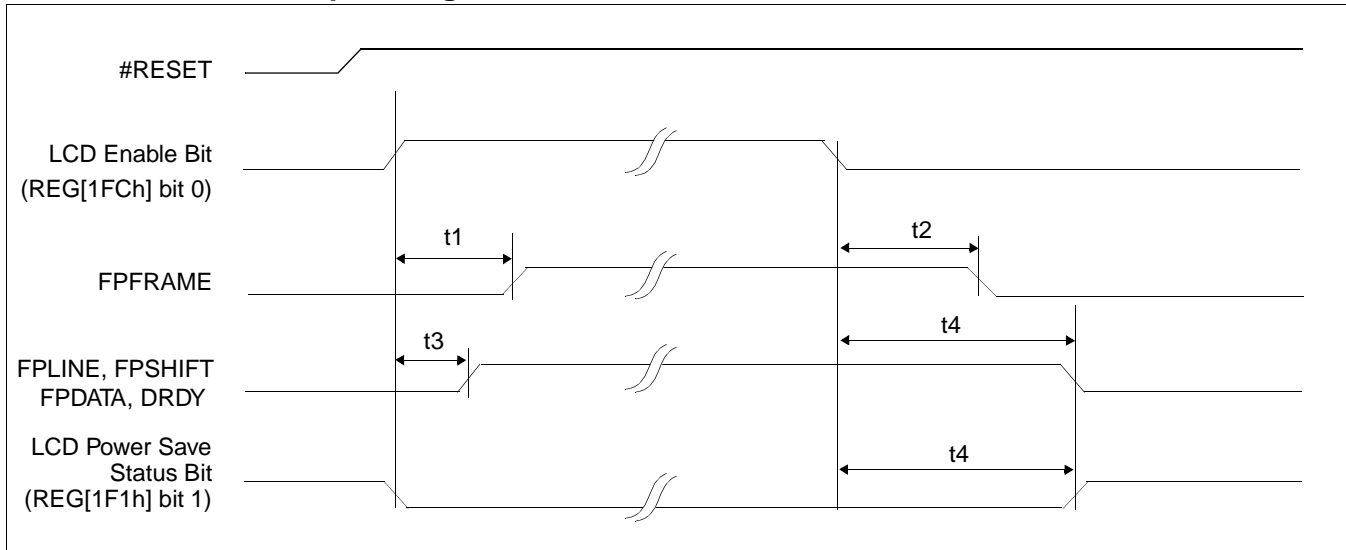 #RESET
LCD Enable Bit
(REG[1FCh] bit 0)
t1
t2
FPFRAME
t4
t3
FPLINE, FPSHIFT
FPDATA, DRDY
LCD Power Save
Status Bit
(REG[1F1h] bit 1)
t4